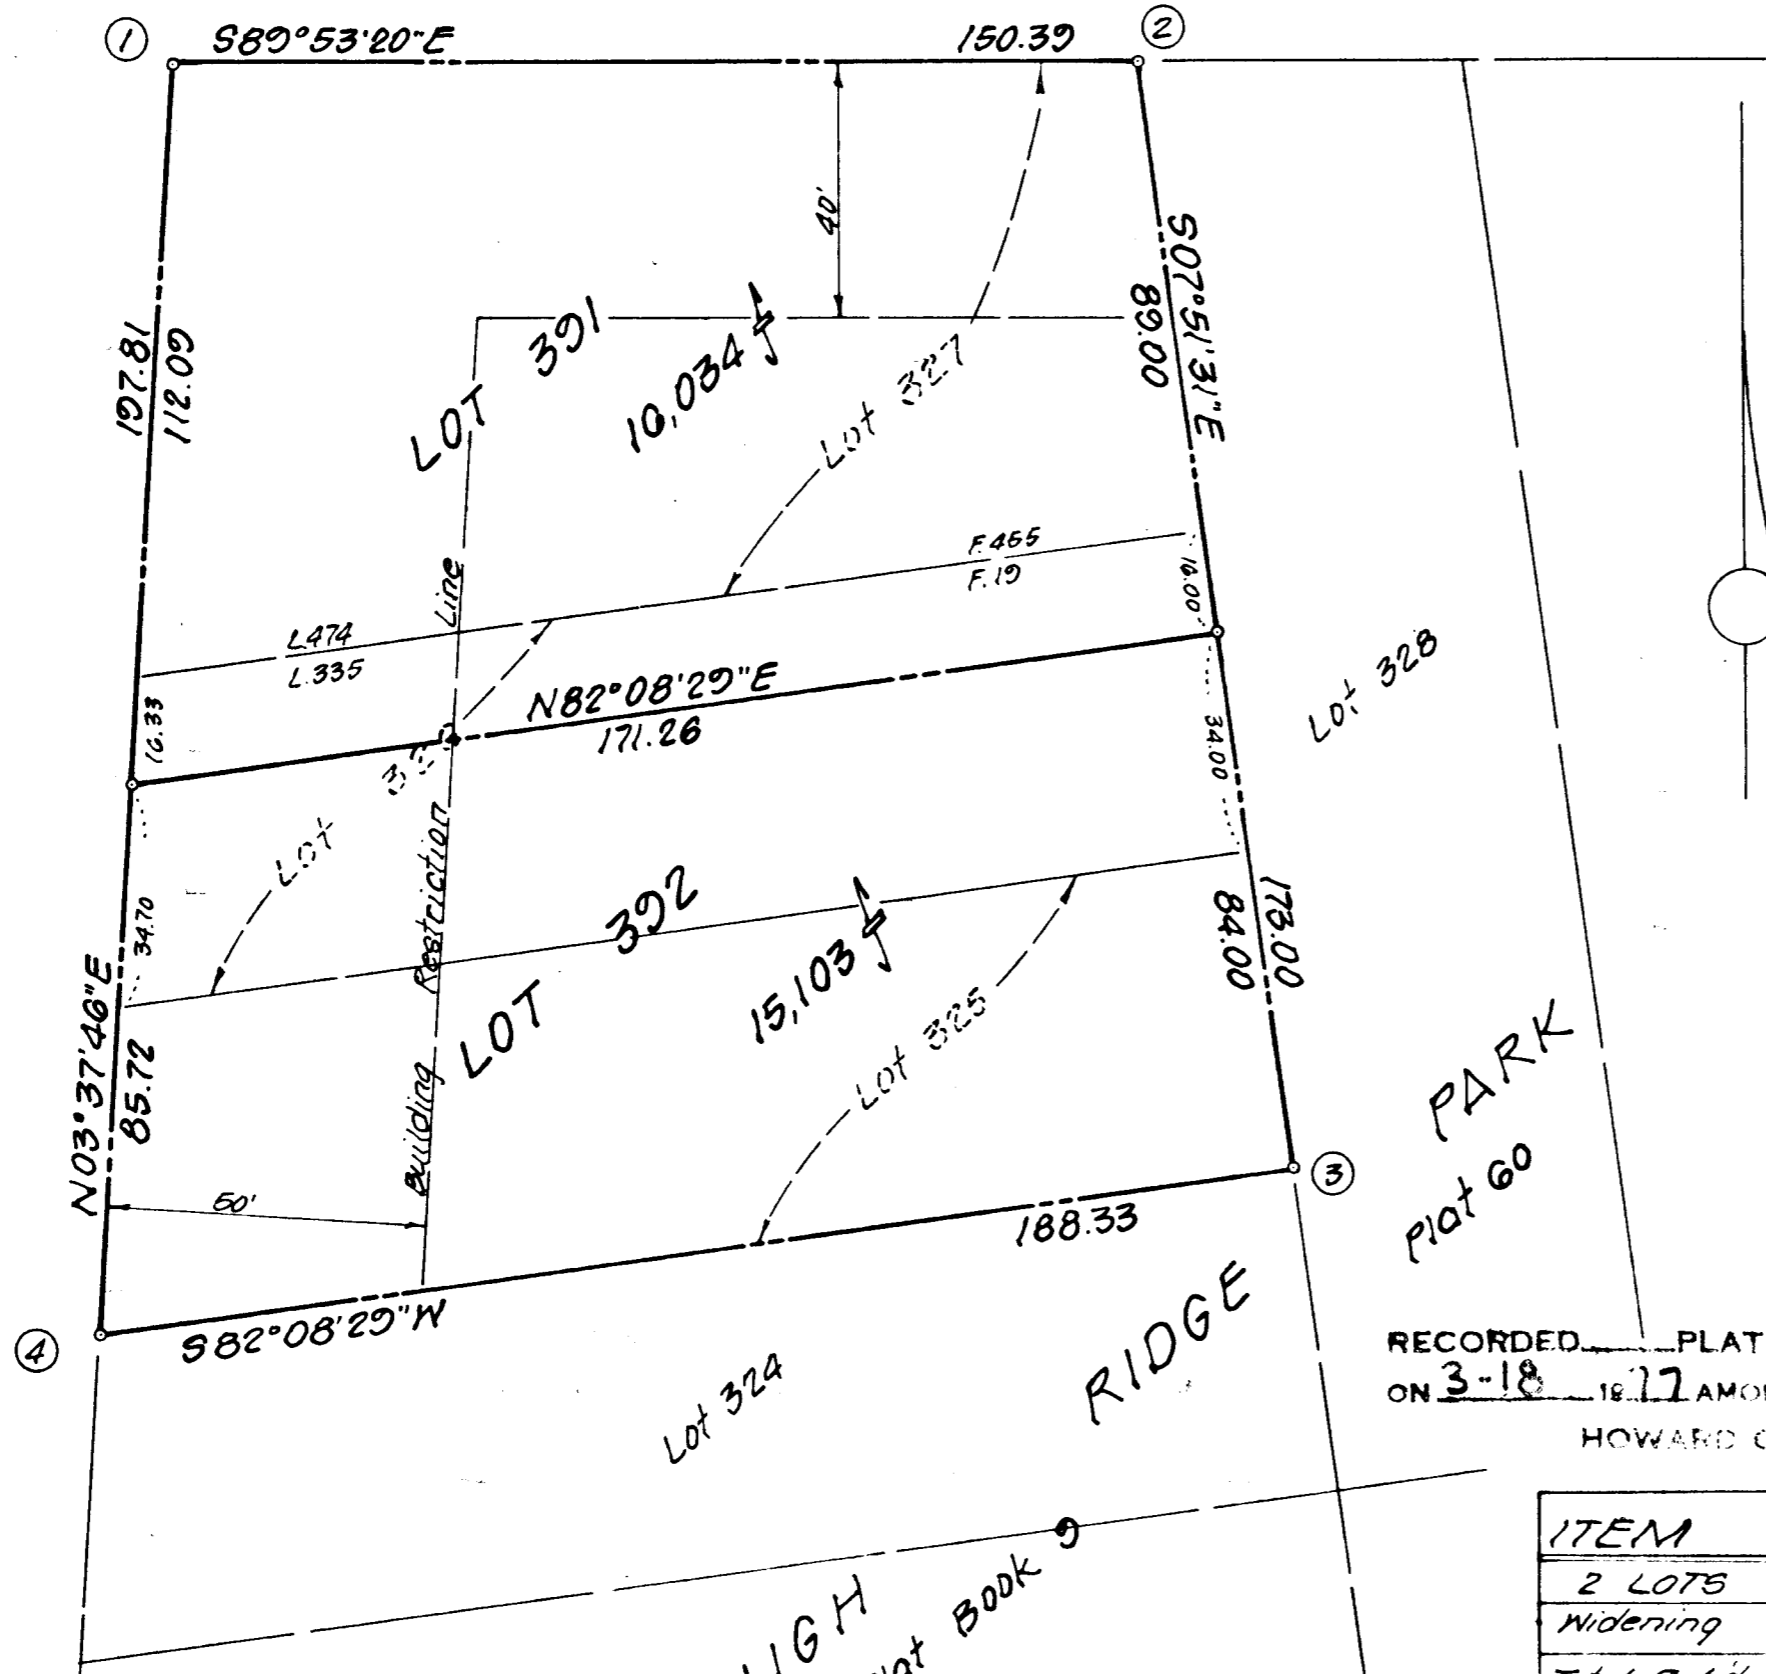 1
S89°53'20"E
150.39
2
40'
S07°51'31"E
89.00
197.81
112.09
LOT 391
10,034
Lot 327
Line
F.465
F.19
L.474
L.335
16.00
16.33
N82°08'29"E
171.26
Lot 328
34.00
Lot
Building Restriction
34.70
LOT 392
15,103
173.00
84.00
N03°37'46"E
85.72
Lot 325
PARK
Plat 60
50'
3
188.33
S82°08'29"W
4
RIDGE
Lot 324
RECORDED PLAT
ON 3-18 1977
HOWARD
ITEM
2 LOTS
Widening
BOOK 9